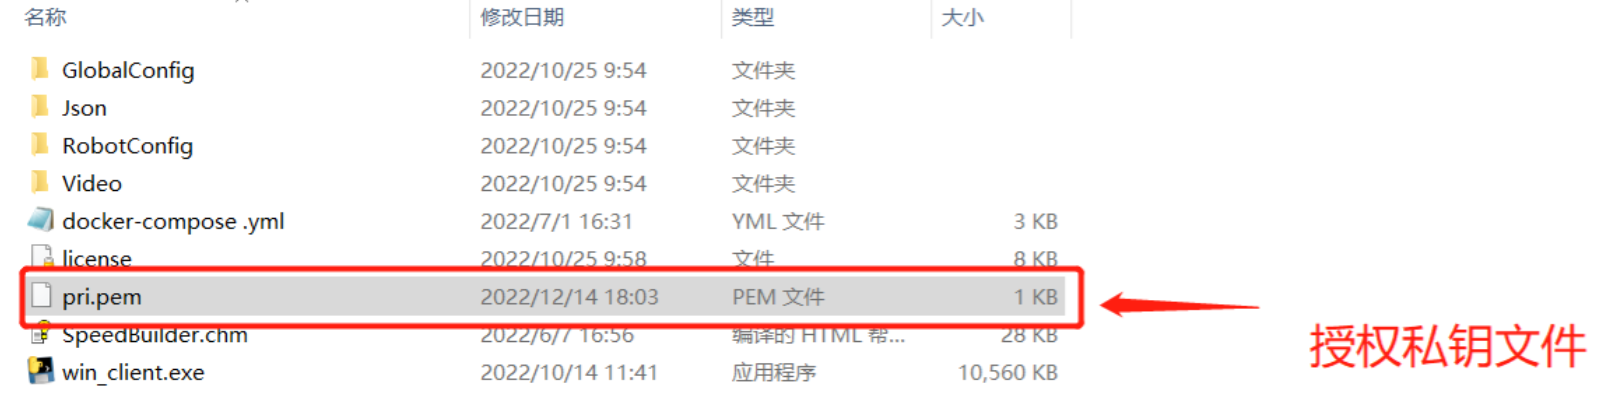 名称 修改日期 类型 大小
GlobalConfig 2022/10/25 9:54 文件夹
Json 2022/10/25 9:54 文件夹
RobotConfig 2022/10/25 9:54 文件夹
Video 2022/10/25 9:54 文件夹
docker-compose .yml 2022/7/1 16:31 YML 文件 3 KB
license 2022/10/25 9:58 文件 8 KB
pri.pem 2022/12/14 18:03 PEM 文件 1 KB
SpeedBuilder.chm 2022/6/7 16:56 编译的 HTML 帮... 28 KB
授权私钥文件
win_client.exe 2022/10/14 11:41 应用程序 10,560 KB